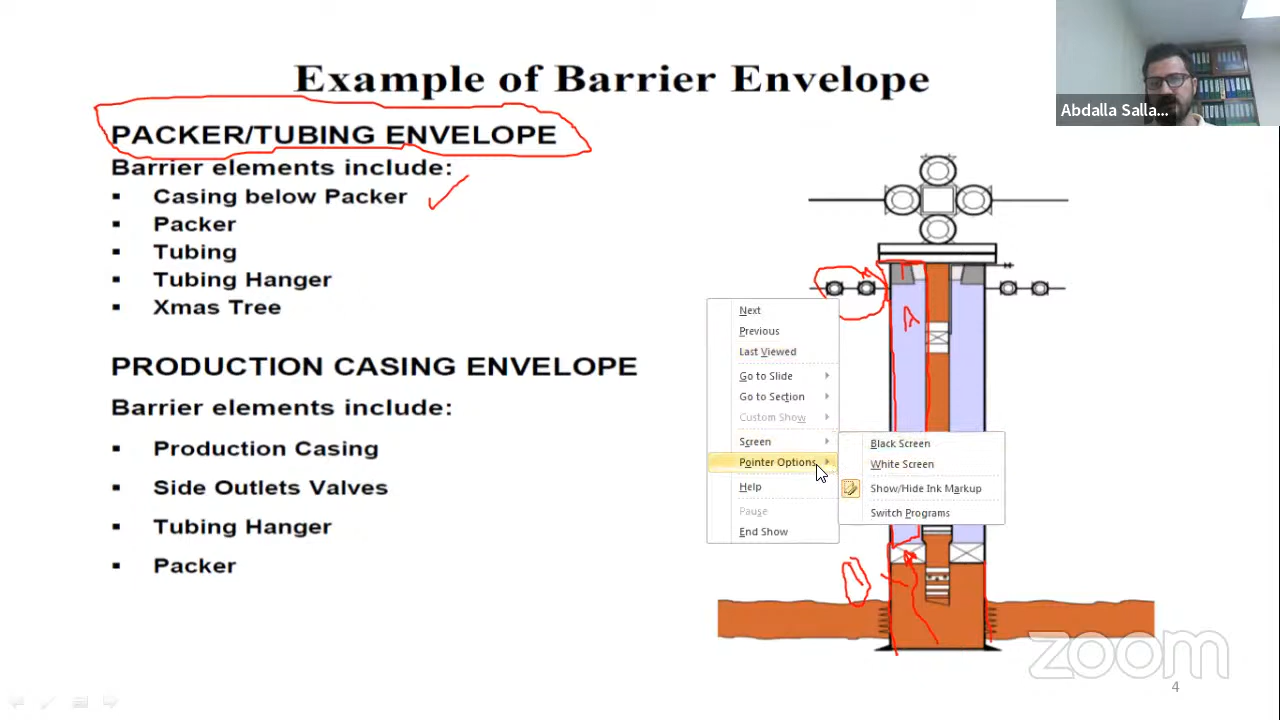 Example of Barrier Envelope
Abdalla Salla...
PACKER/TUBING ENVELOPE
Barrier elements include:
▪ Casing below Packer
▪ Packer
▪ Tubing
▪ Tubing Hanger
▪ Xmas Tree
PRODUCTION CASING ENVELOPE
Barrier elements include:
▪ Production Casing
▪ Side Outlets Valves
▪ Tubing Hanger
▪ Packer
A
Next
Previous
Last Viewed
Go to Slide
Go to Section
Custom Show
Screen
Pointer Options
Help
Pause
End Show
Black Screen
White Screen
Show/Hide Ink Markup
Switch Programs
zoom
4